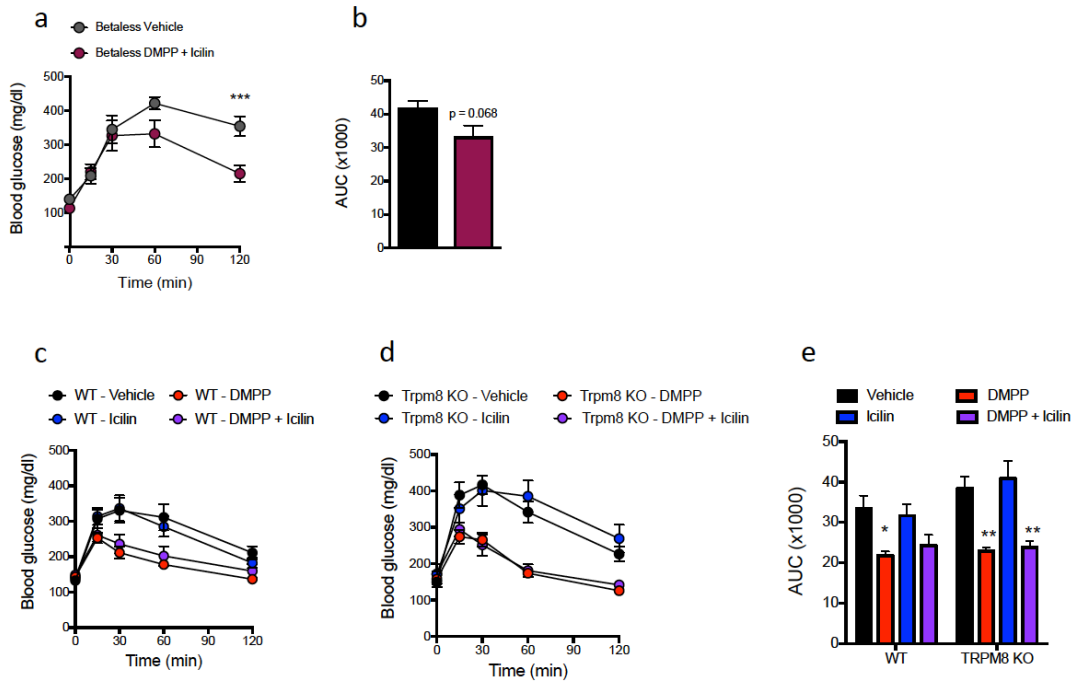 a
Betaless Vehicle
Betaless DMPP + Icilin
500
400
300
200
100
Blood glucose (mg/dl)
***
0 30 60 90 120
Time (min)
b
50
40
30
20
10
0
AUC (x1000)
p = 0.068
c
WT - Vehicle
WT - DMPP
WT - Icilin
WT - DMPP + Icilin
500
400
300
200
100
0
Blood glucose (mg/dl)
0 30 60 90 120
Time (min)
d
Trpm8 KO - Vehicle
Trpm8 KO - DMPP
Trpm8 KO - Icilin
Trpm8 KO - DMPP + Icilin
500
400
300
200
100
0
Blood glucose (mg/dl)
0 30 60 90 120
Time (min)
e
Vehicle
DMPP
Icilin
DMPP + Icilin
50
40
30
20
10
0
AUC (x1000)
* ** **
WT TRPM8 KO